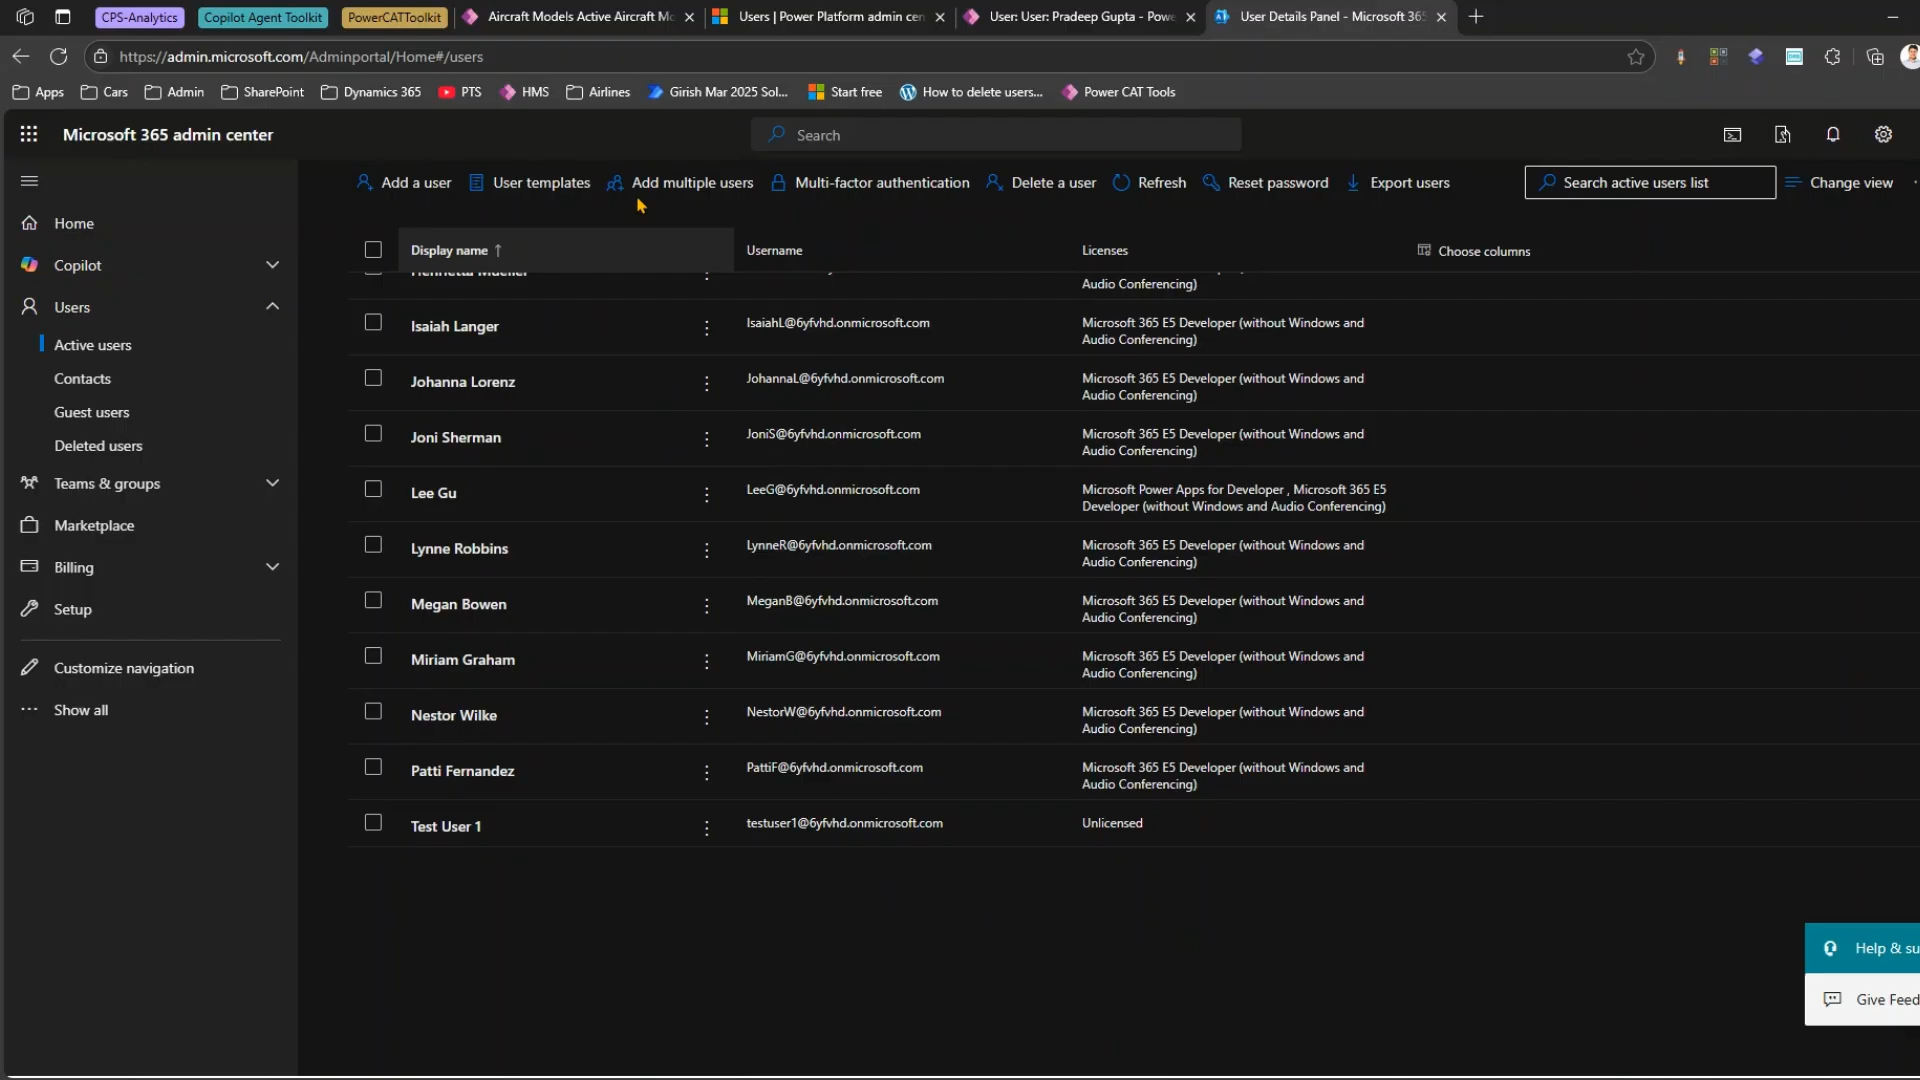 CPS-Analytics
Copilot Agent Toolkit
PowerCATToolkit
Aircraft Models Active Aircraft Mo
Users | Power Platform admin cen
User: User: Pradeep Gupta - Powe
User Details Panel - Microsoft 365
https://admin.microsoft.com/Adminportal/Home#/users
Apps
Cars
Admin
SharePoint
Dynamics 365
PTS
HMS
Airlines
Girish Mar 2025 Sol...
Start free
How to delete users...
Power CAT Tools
Microsoft 365 admin center
Search
Add a user
User templates
Add multiple users
Multi-factor authentication
Delete a user
Refresh
Reset password
Export users
Search active users list
Change view
Home
Copilot
Users
Active users
Contacts
Guest users
Deleted users
Teams & groups
Marketplace
Billing
Setup
Customize navigation
Show all
Display name ↑
Username
Licenses
Choose columns
Henrietta Mueller
Audio Conferencing)
Isaiah Langer
IsaiahL@6yfvhd.onmicrosoft.com
Microsoft 365 E5 Developer (without Windows and
Audio Conferencing)
Johanna Lorenz
JohannaL@6yfvhd.onmicrosoft.com
Microsoft 365 E5 Developer (without Windows and
Audio Conferencing)
Joni Sherman
JoniS@6yfvhd.onmicrosoft.com
Microsoft 365 E5 Developer (without Windows and
Audio Conferencing)
Lee Gu
LeeG@6yfvhd.onmicrosoft.com
Microsoft Power Apps for Developer , Microsoft 365 E5
Developer (without Windows and Audio Conferencing)
Lynne Robbins
LynneR@6yfvhd.onmicrosoft.com
Microsoft 365 E5 Developer (without Windows and
Audio Conferencing)
Megan Bowen
MeganB@6yfvhd.onmicrosoft.com
Microsoft 365 E5 Developer (without Windows and
Audio Conferencing)
Miriam Graham
MiriamG@6yfvhd.onmicrosoft.com
Microsoft 365 E5 Developer (without Windows and
Audio Conferencing)
Nestor Wilke
NestorW@6yfvhd.onmicrosoft.com
Microsoft 365 E5 Developer (without Windows and
Audio Conferencing)
Patti Fernandez
PattiF@6yfvhd.onmicrosoft.com
Microsoft 365 E5 Developer (without Windows and
Audio Conferencing)
Test User 1
testuser1@6yfvhd.onmicrosoft.com
Unlicensed
Help & su
Give Feed